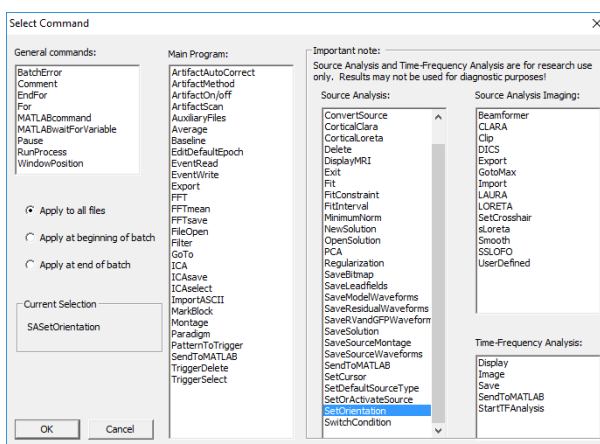 Select Command
General commands:
BatchError
Comment
EndFor
For
MATLABcommand
MATLABwaitForVariable
Pause
RunProcess
WindowPosition
Apply to all files
Apply at beginning of batch
Apply at end of batch
Current Selection
SASetOrientation
OK
Cancel
Main Program:
ArtifactAutoCorrect
ArtifactMethod
ArtifactOn/off
ArtifactScan
AuxiliaryFiles
Average
Baseline
EditDefaultEpoch
EventRead
EventWrite
Export
FFT
FFTmean
FFTsave
FileOpen
Filter
GoTo
ICA
ICAsave
ICAselect
ImportASCII
MarkBlock
Montage
Paradigm
PatternToTrigger
SendToMATLAB
TriggerDelete
TriggerSelect
Important note:
Source Analysis and Time-Frequency Analysis are for research use
only. Results may not be used for diagnostic purposes!
Source Analysis:
ConvertSource
CorticalClara
CorticalLoreta
Delete
DisplayMRI
Exit
Fit
FitConstraint
FitInterval
MinimumNorm
NewSolution
OpenSolution
PCA
Regularization
SaveBitmap
SaveLeadfields
SaveModelWaveforms
SaveResidualWaveforms
SaveRVandGFPWaveform
SaveSolution
SaveSourceMontage
SaveSourceWaveforms
SendToMATLAB
SetCursor
SetDefaultSourceType
SetOrActivateSource
SetOrientation
SwitchCondition
Source Analysis Imaging:
Beamformer
CLARA
Clip
DICS
Export
GotoMax
Import
LAURA
LORETA
SetCrosshair
sLoreta
Smooth
SSLOFO
UserDefined
Time-Frequency Analysis:
Display
Image
Save
SendToMATLAB
StartTFAnalysis